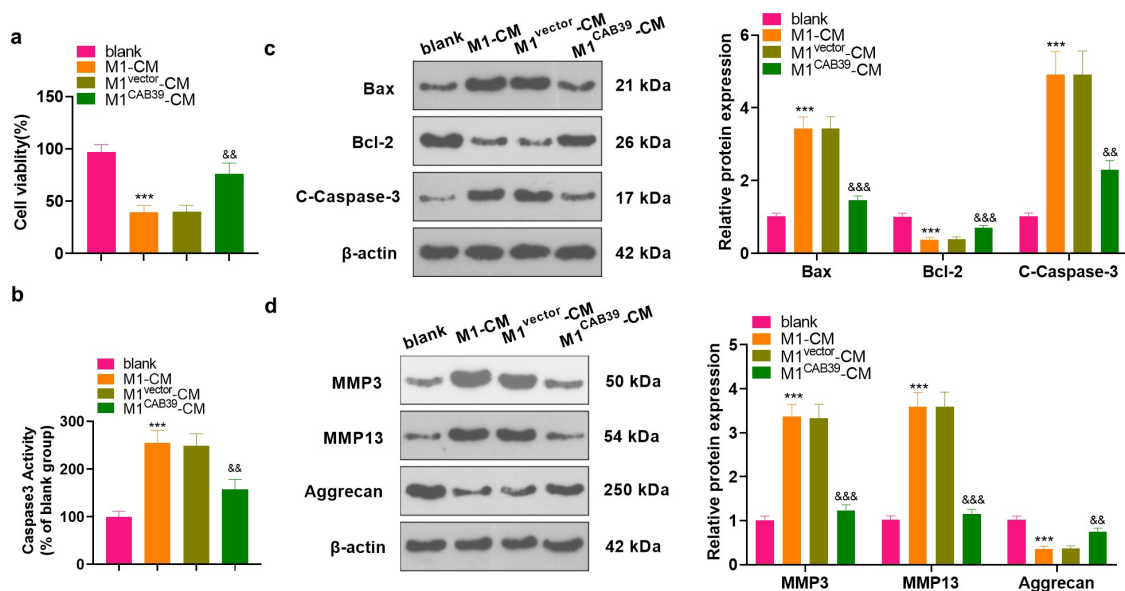 a
blank
M1-CM
M1vector-CM
M1CAB39-CM
Cell viablity(%)
150
100
50
0
***
&&
b
blank
M1-CM
M1vector-CM
M1CAB39-CM
Caspase3 Activity
(% of blank group)
300
200
100
0
***
&&
c
blank M1-CM M1vector-CM M1CAB39-CM
Bax 21 kDa
Bcl-2 26 kDa
C-Caspase-3 17 kDa
β-actin 42 kDa
blank
M1-CM
M1vector-CM
M1CAB39-CM
Relative protein expression
6
4
2
0
*** &&& *** &&& *** &&
Bax Bcl-2 C-Caspase-3
d
blank M1-CM M1vector-CM M1CAB39-CM
MMP3 50 kDa
MMP13 54 kDa
Aggrecan 250 kDa
β-actin 42 kDa
blank
M1-CM
M1vector-CM
M1CAB39-CM
Relative protein expression
5
4
3
2
1
0
*** &&& *** &&& *** &&
MMP3 MMP13 Aggrecan